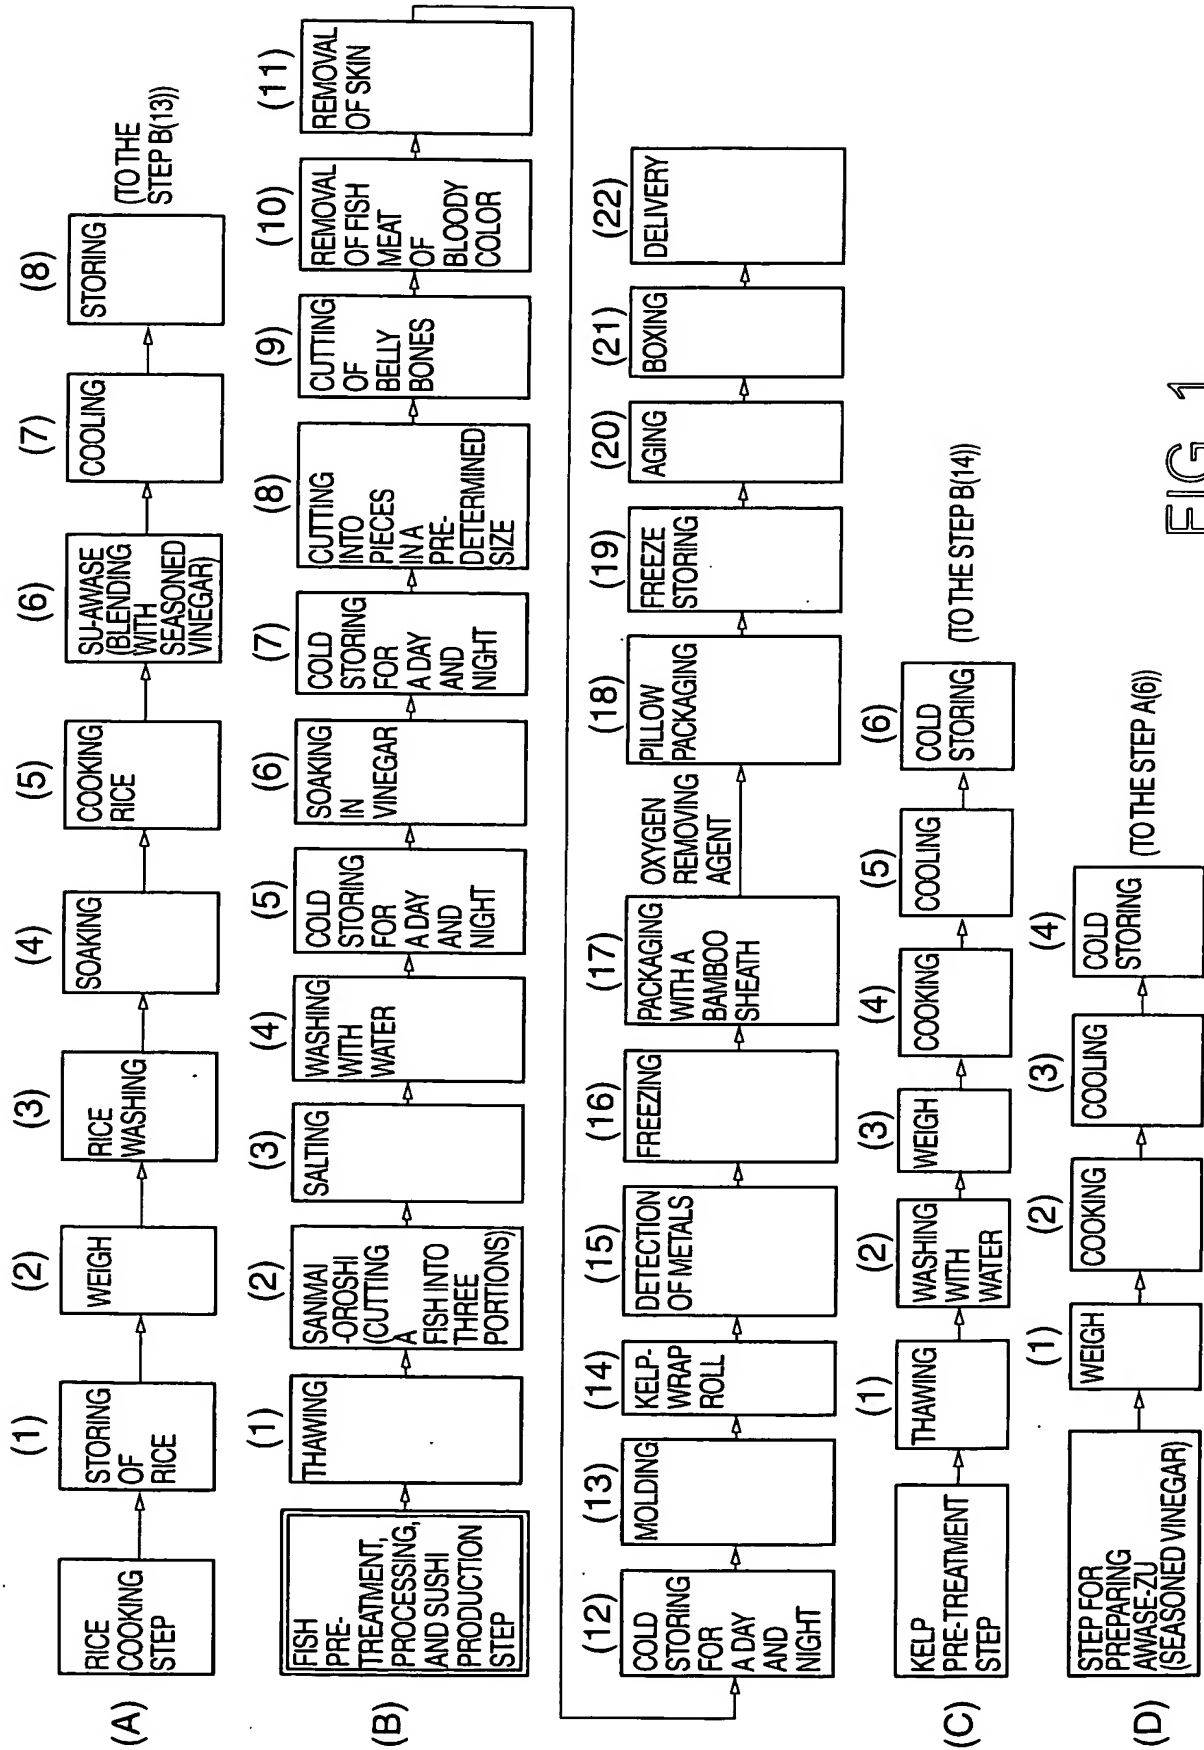 (A)
RICE
COOKING
STEP
(1)
STORING
OF
RICE
(2)
WEIGH
(3)
RICE
WASHING
(4)
SOAKING
(5)
COOKING
RICE
(6)
SU-AWASE
(BLENDING
WITH
SEASONED
VINEGAR)
(7)
COOLING
(8)
STORING
(TO THE
STEP B(13))
(B)
FISH
PRE-
TREATMENT,
PROCESSING,
AND SUSHI
PRODUCTION
STEP
(1)
THAWING
(2)
SANMAI
-OROSHI
(CUTTING
A
FISH INTO
THREE
PORTIONS)
(3)
SALTING
(4)
WASHING
WITH
WATER
(5)
COLD
STORING
FOR
A DAY
AND
NIGHT
(6)
SOAKING
IN
VINEGAR
(7)
COLD
STORING
FOR
A DAY
AND
NIGHT
(8)
CUTTING
INTO
PIECES
IN A
PRE-
DETERMINED
SIZE
(9)
CUTTING
OF
BELLY
BONES
(10)
REMOVAL
OF FISH
MEAT
OF
BLOODY
COLOR
(11)
REMOVAL
OF SKIN
(12)
COLD
STORING
FOR
A DAY
AND
NIGHT
(13)
MOLDING
(14)
KELP-
WRAP
ROLL
(15)
DETECTION
OF METALS
(16)
FREEZING
(17)
PACKAGING
WITH A
BAMBOO
SHEATH
OXYGEN
REMOVING
AGENT
(18)
PILLOW
PACKAGING
(19)
FREEZE
STORING
(20)
AGING
(21)
BOXING
(22)
DELIVERY
(C)
KELP
PRE-TREATMENT
STEP
(1)
THAWING
(2)
WASHING
WITH
WATER
(3)
WEIGH
(4)
COOKING
(5)
COOLING
(6)
COLD
STORING
(TO THE STEP B(14))
(D)
STEP FOR
PREPARING
AWASE-ZU
(SEASONED VINEGAR)
(1)
WEIGH
(2)
COOKING
(3)
COOLING
(4)
COLD
STORING
(TO THE STEP A(6))
FIG. 1